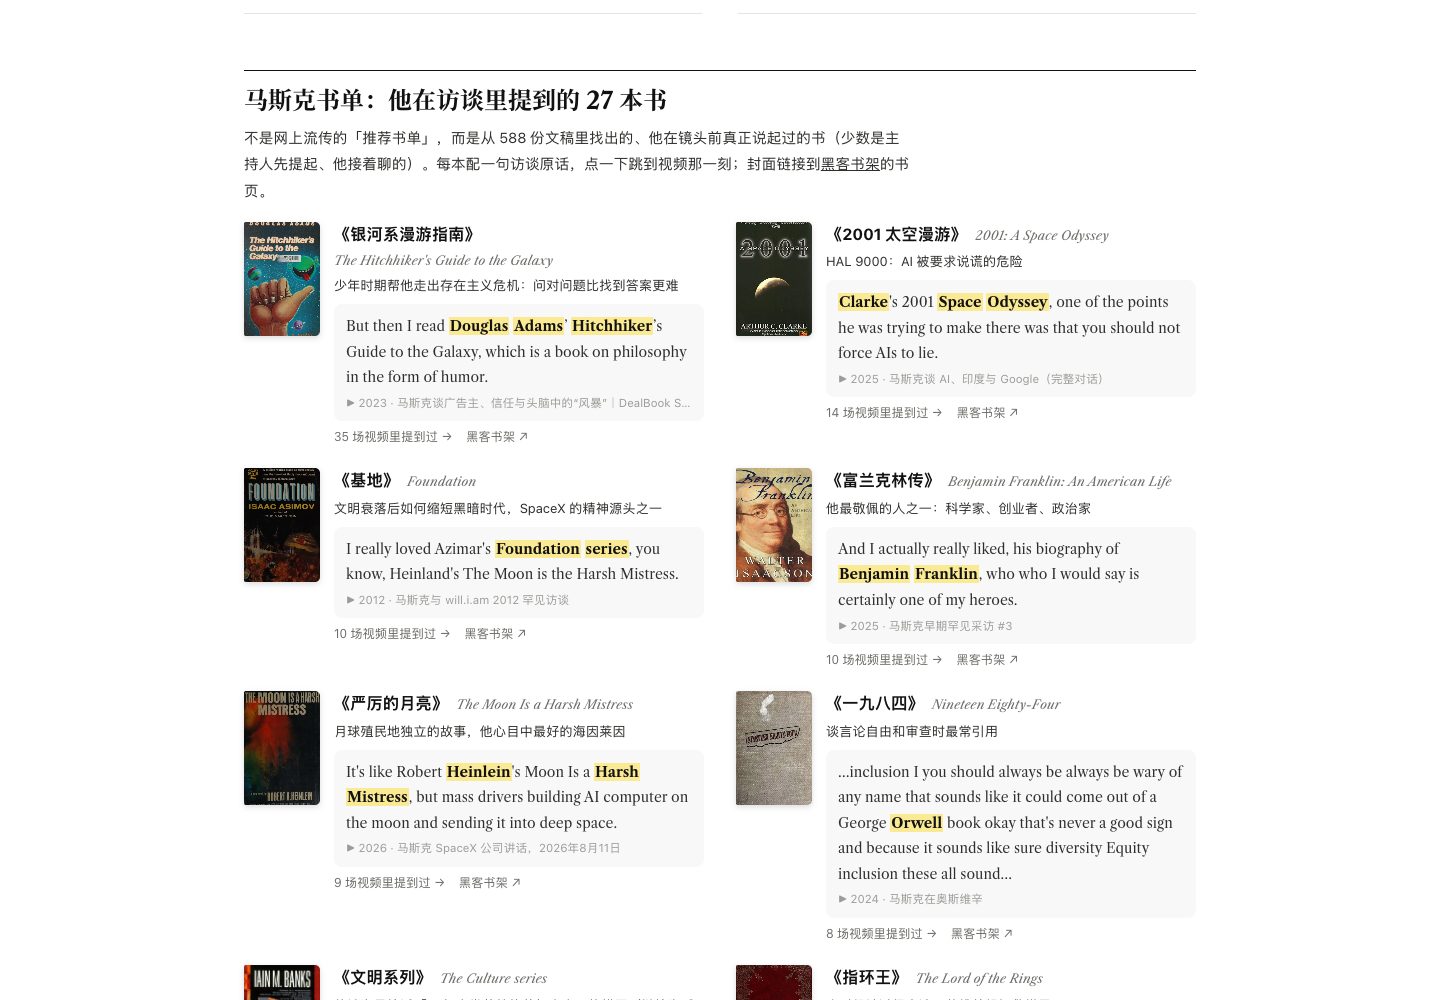 马斯克书单：他在访谈里提到的 27 本书
不是网上流传的「推荐书单」，而是从 588 份文稿里找出的、他在镜头前真正说起过的书（少数是主
持人先提起、他接着聊的）。每本配一句访谈原话，点一下跳到视频那一刻；封面链接到黑客书架的书
页。
The Hitchhiker's
Guide to the
Galaxy
《银河系漫游指南》
The Hitchhiker's Guide to the Galaxy
少年时期帮他走出存在主义危机：问对问题比找到答案更难
But then I read Douglas Adams’ Hitchhiker’s
Guide to the Galaxy, which is a book on philosophy
in the form of humor.
▶ 2023 · 马斯克谈广告主、信任与头脑中的“风暴”｜DealBook S...
35 场视频里提到过 → 黑客书架 ↗
2001
ARTHUR C. CLARKE
《2001 太空漫游》 2001: A Space Odyssey
HAL 9000：AI 被要求说谎的危险
Clarke's 2001 Space Odyssey, one of the points
he was trying to make there was that you should not
force AIs to lie.
▶ 2025 · 马斯克谈 AI、印度与 Google（完整对话）
14 场视频里提到过 → 黑客书架 ↗
FOUNDATION
ISAAC ASIMOV
《基地》 Foundation
文明衰落后如何缩短黑暗时代，SpaceX 的精神源头之一
I really loved Azimar's Foundation series, you
know, Heinland's The Moon is the Harsh Mistress.
▶ 2012 · 马斯克与 will.i.am 2012 罕见访谈
10 场视频里提到过 → 黑客书架 ↗
Benjamin
Franklin
WALTER
ISAACSON
《富兰克林传》 Benjamin Franklin: An American Life
他最敬佩的人之一：科学家、创业者、政治家
And I actually really liked, his biography of
Benjamin Franklin, who who I would say is
certainly one of my heroes.
▶ 2025 · 马斯克早期罕见采访 #3
10 场视频里提到过 → 黑客书架 ↗
THE MOON IS A HARSH
MISTRESS
ROBERT A. HEINLEIN
《严厉的月亮》 The Moon Is a Harsh Mistress
月球殖民地独立的故事，他心目中最好的海因莱因
It's like Robert Heinlein's Moon Is a Harsh
Mistress, but mass drivers building AI computer on
the moon and sending it into deep space.
▶ 2026 · 马斯克 SpaceX 公司讲话，2026年8月11日
9 场视频里提到过 → 黑客书架 ↗
《一九八四》 Nineteen Eighty-Four
谈言论自由和审查时最常引用
...inclusion I you should always be always be wary of
any name that sounds like it could come out of a
George Orwell book okay that's never a good sign
and because it sounds like sure diversity Equity
inclusion these all sound...
▶ 2024 · 马斯克在奥斯维辛
8 场视频里提到过 → 黑客书架 ↗
IAIN M. BANKS
《文明系列》 The Culture series
《指环王》 The Lord of the Rings